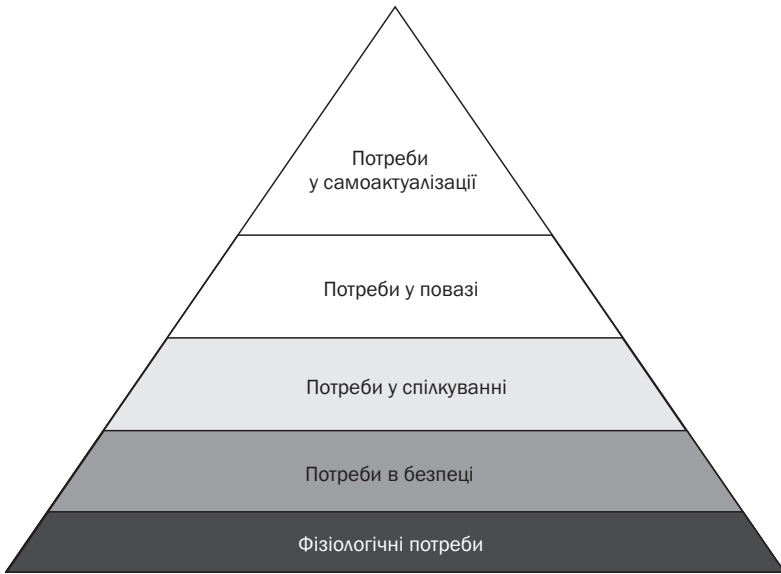 Потреби
у самоактуалізації
Потреби у повазі
Потреби у спілкуванні
Потреби в безпеці
Фізіологічні потреби